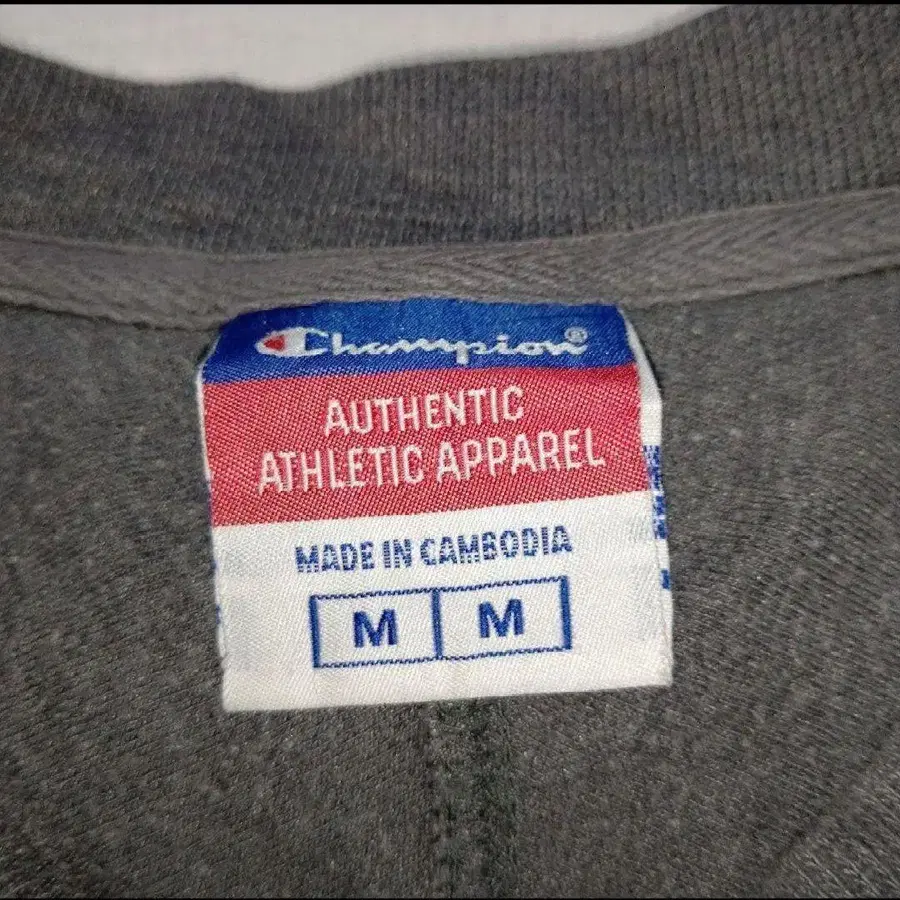 Champion®
AUTHENTIC
ATHLETIC APPAREL
MADE IN CAMBODIA
M M